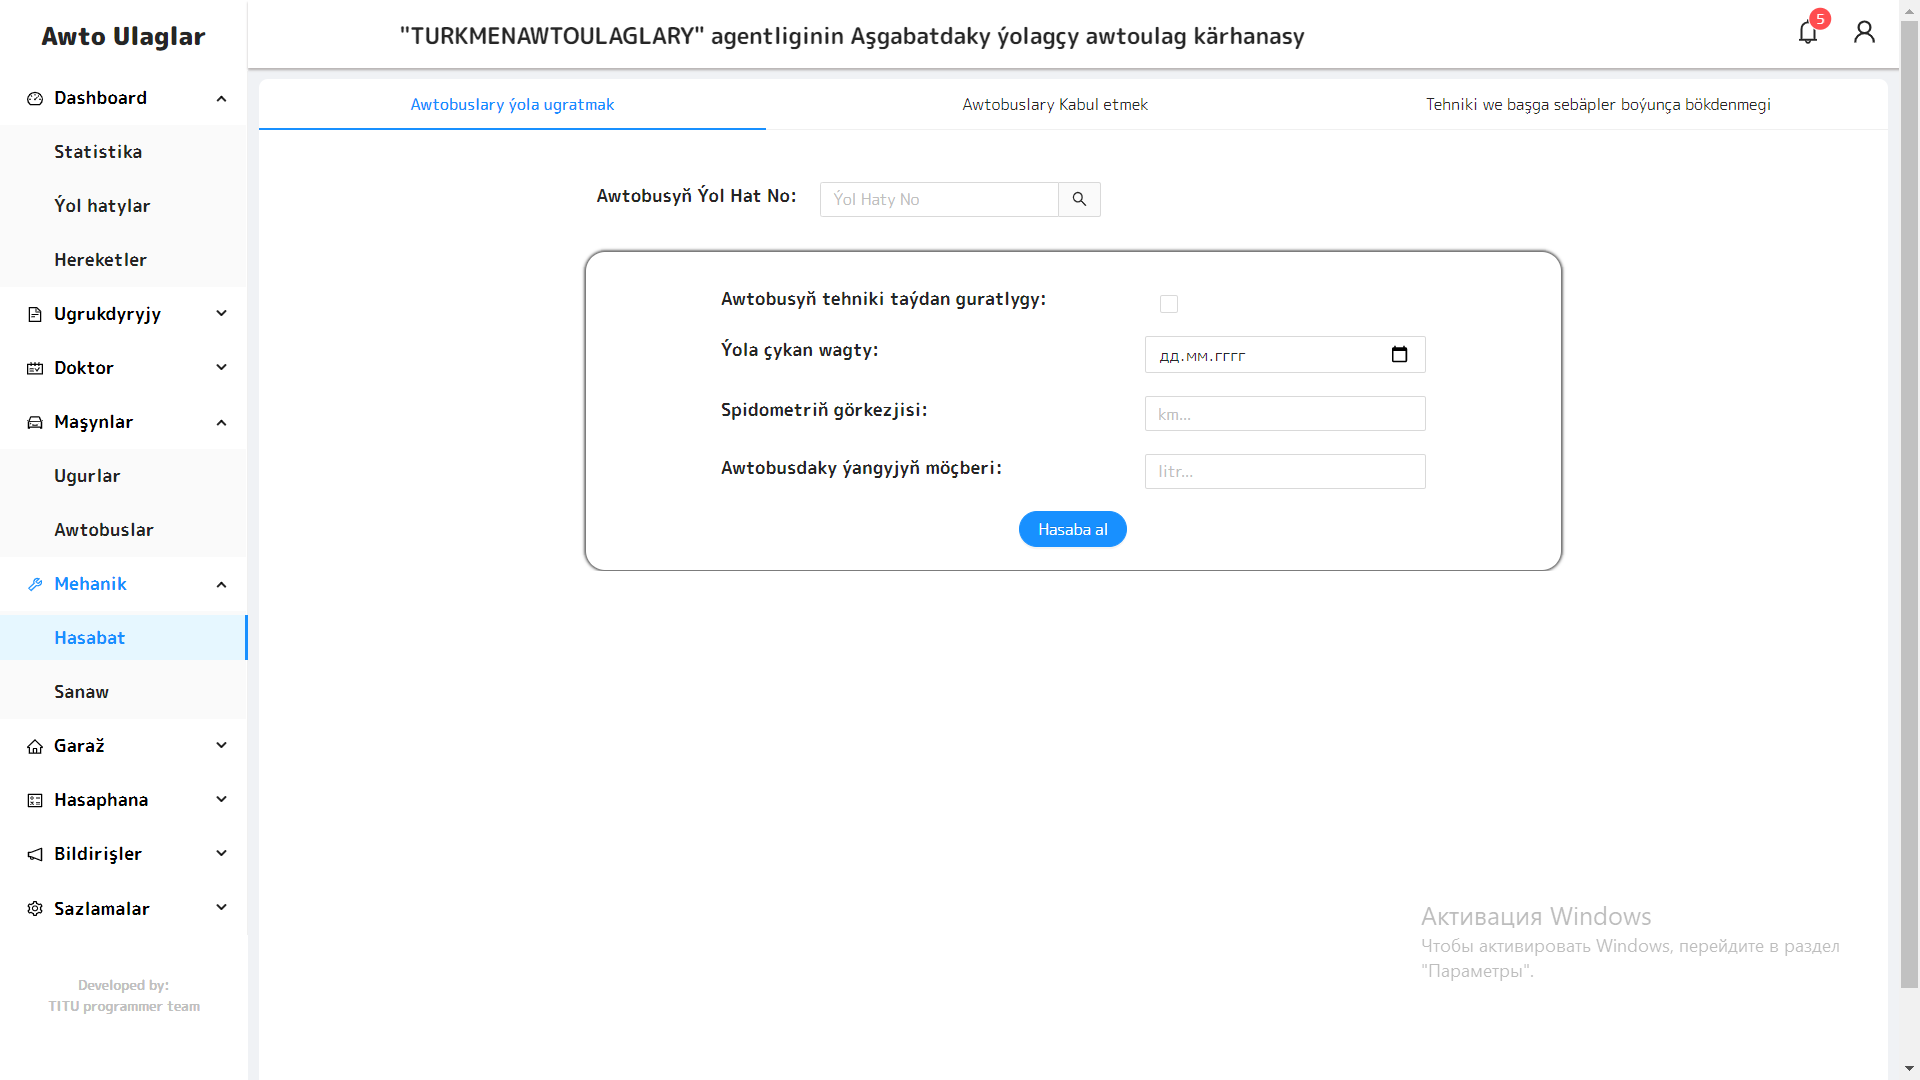 Awto Ulaglar
"TURKMENAWTOULAGLARY" agentliginin Aşgabatdaky ýolagçy awtoulag kärhanasy
5
Dashboard
Statistika
Ýol hatylar
Hereketler
Ugrukdyryjy
Doktor
Maşynlar
Ugurlar
Awtobuslar
Mehanik
Hasabat
Sanaw
Garaž
Hasaphana
Bildirişler
Sazlamalar
Developed by:
TITU programmer team
Awtobuslary ýola ugratmak
Awtobuslary Kabul etmek
Tehniki we başga sebäpler boýunça bökdenmegi
Awtobusyň Ýol Hat No:
Ýol Haty No
Awtobusyň tehniki taýdan guratlygy:
Ýola çykan wagty:
дд.мм.гггг
Spidometriň görkezjisi:
km...
Awtobusdaky ýangyjyň möçberi:
litr...
Hasaba al
Активация Windows
Чтобы активировать Windows, перейдите в раздел
"Параметры".